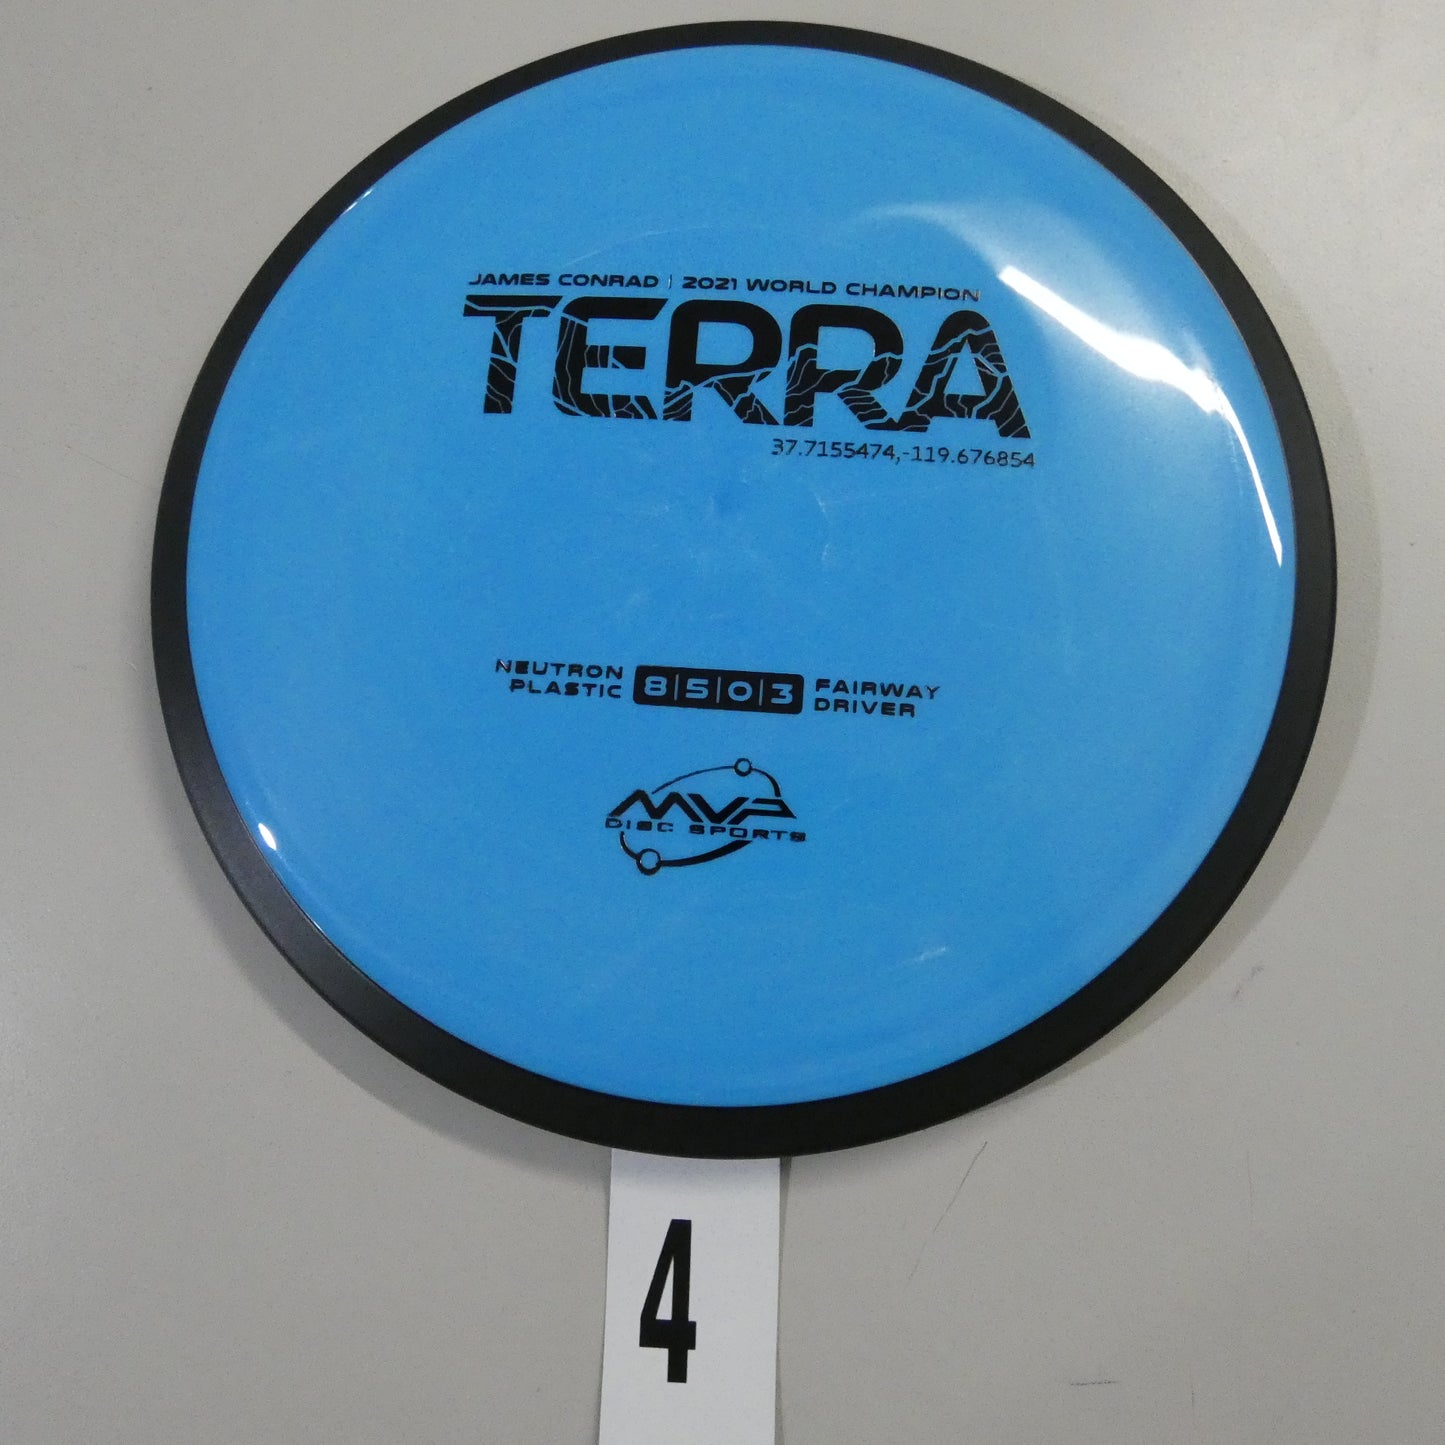 JAMES CONRAD | 2021 WORLD CHAMPION
TERRA
37.7155474,-119.676854
NEUTRON PLASTIC
8|5|0|3
FAIRWAY DRIVER
MVP
DISC SPORTS
4